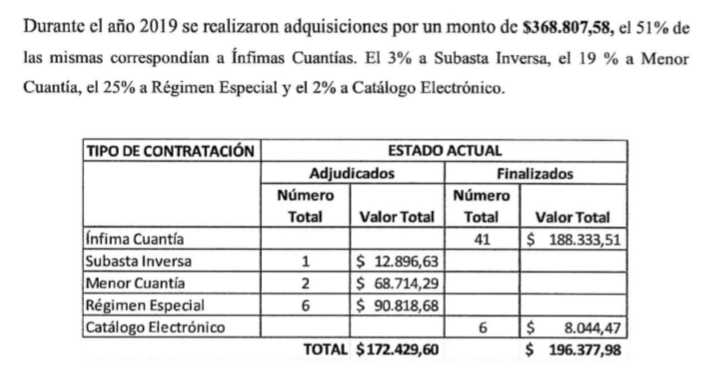 Durante el año 2019 se realizaron adquisiciones por un monto de $368.807,58, el 51% de
las mismas correspondían a Ínfimas Cuantías. El 3% a Subasta Inversa, el 19 % a Menor
Cuantía, el 25% a Régimen Especial y el 2% a Catálogo Electrónico.
TIPO DE CONTRATACIÓN ESTADO ACTUAL
Adjudicados Finalizados
Número Total Valor Total Número Total Valor Total
Ínfima Cuantía 41 $ 188.333,51
Subasta Inversa 1 $ 12.896,63
Menor Cuantía 2 $ 68.714,29
Régimen Especial 6 $ 90.818,68
Catálogo Electrónico 6 $ 8.044,47
TOTAL $172.429,60 $ 196.377,98